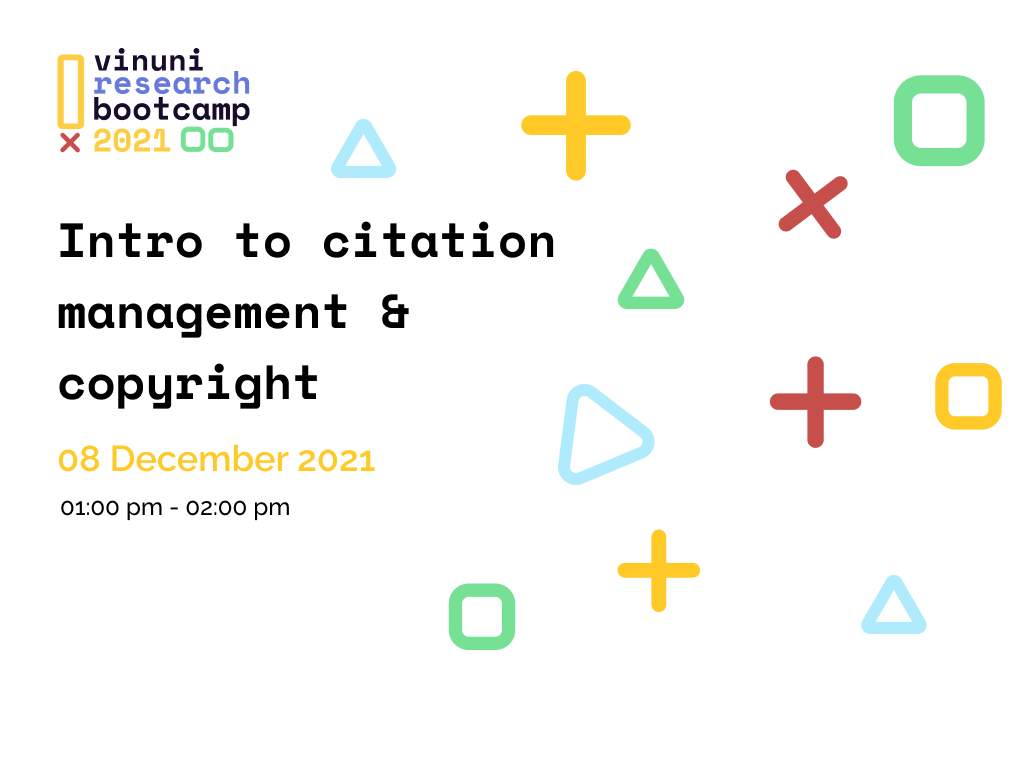 vinuni
research
bootcamp
2021
Intro to citation
management &
copyright
08 December 2021
01:00 pm - 02:00 pm